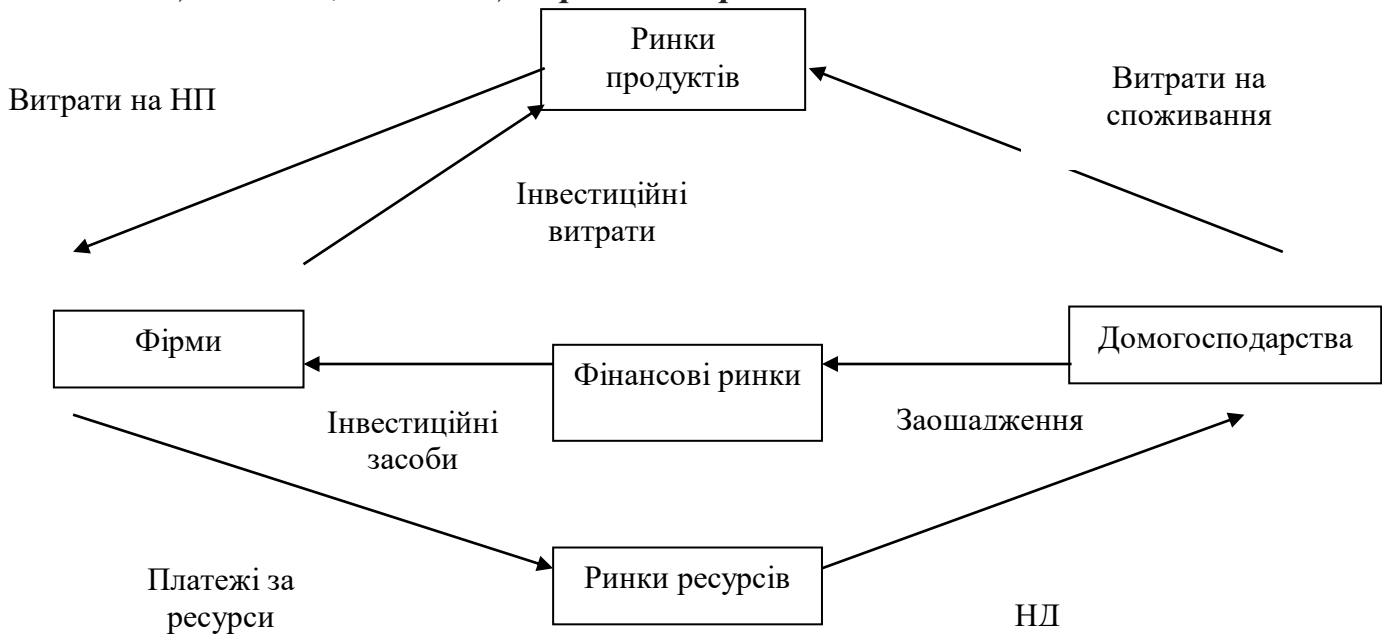 Ринки
продуктів
Витрати на НП
Витрати на
споживання
Інвестиційні
витрати
Фірми
Фінансові ринки
Домогосподарства
Інвестиційні
засоби
Заощадження
Ринки ресурсів
Платежі за
ресурси
НД